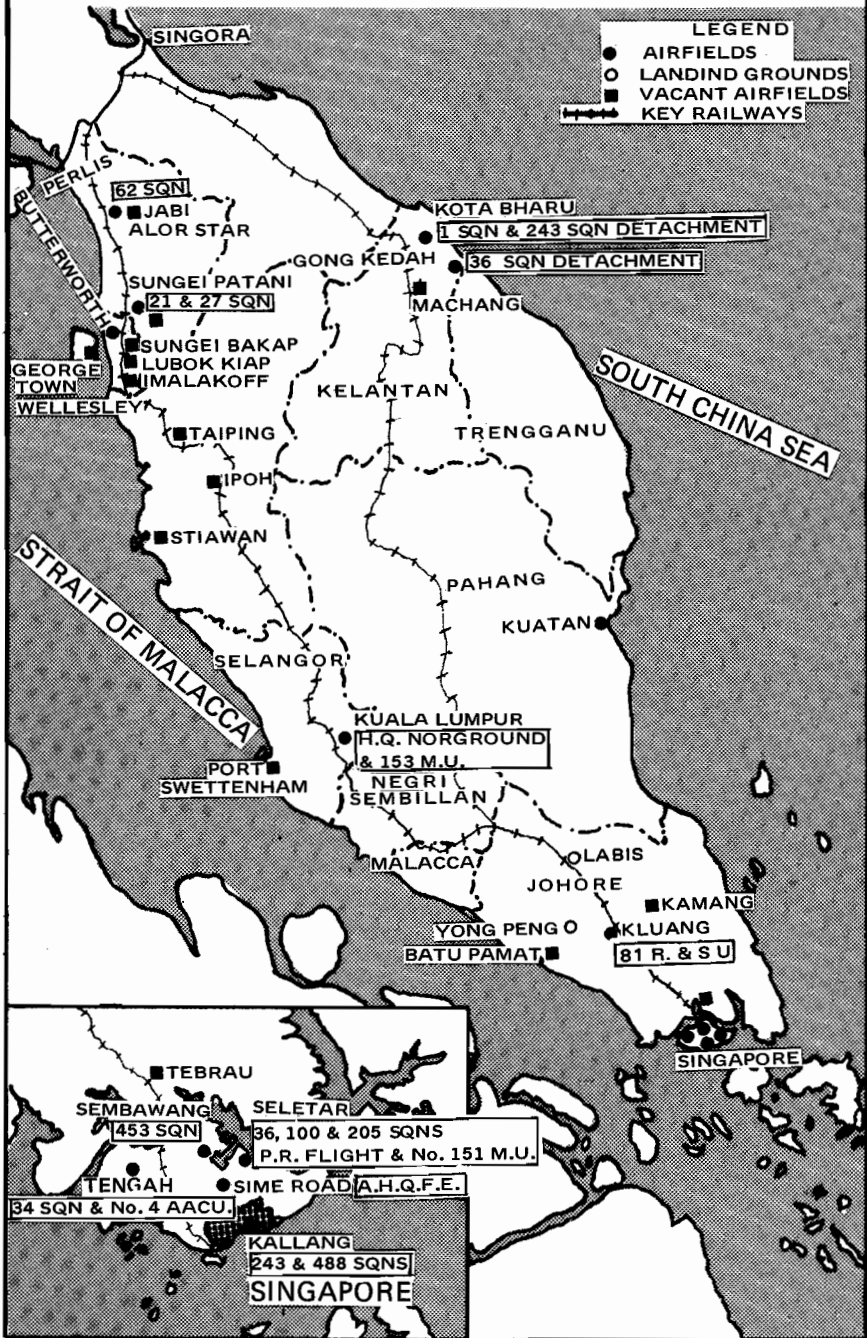 SINGORA
LEGEND
AIRFIELDS
LANDIND GROUNDS
VACANT AIRFIELDS
KEY RAILWAYS
PERLIS
62 SQN
JABI
ALOR STAR
BUTTERWORTH
KOTA BHARU
1 SQN & 243 SQN DETACHMENT
GONG KEDAH
36 SQN DETACHMENT
SUNGEI PATANI
21 & 27 SQN
MACHANG
SUNGEI BAKAP
LUBOK KIAP
IMALAKOFF
GEORGE
TOWN
WELLESLEY
KELANTAN
SOUTH CHINA SEA
TAIPING
TRENGGANU
IPOH
STIAWAN
STRAIT OF MALACCA
PAHANG
KUATAN
SELANGOR
KUALA LUMPUR
H.Q. NORGROUND
& 153 M.U.
PORT
SWETTENHAM
NEGRI
SEMBILLAN
MALACCA
LABIS
JOHORE
KAMANG
YONG PENG
KLUANG
BATU PAMAT
81 R. & S U
SINGAPORE
TEBRAU
SEMBAWANG
453 SQN
SELETAR
36, 100 & 205 SQNS
P.R. FLIGHT & No. 151 M.U.
TENGAH
SIME ROAD A.H.Q.F.E.
34 SQN & No. 4 AACU.
KALLANG
243 & 488 SQNS
SINGAPORE